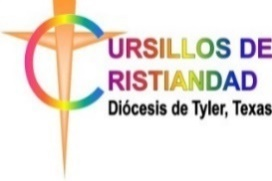 CURSILLOS DE
CRISTIANDAD
Diócesis de Tyler, Texas